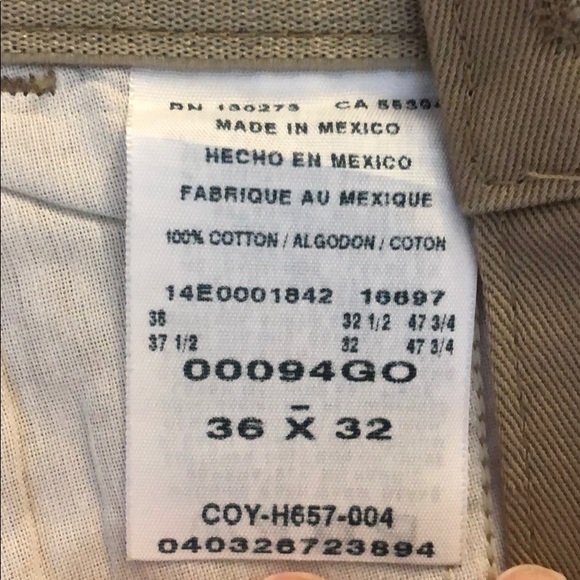 RN 130273 CA 55304
MADE IN MEXICO
HECHO EN MEXICO
FABRIQUE AU MEXIQUE
100% COTTON / ALGODON / COTON
14E0001842 16697
36 32 1/2 47 3/4
37 1/2 32 47 3/4
00094GO
36 X 32
COY-H657-004
040326723894